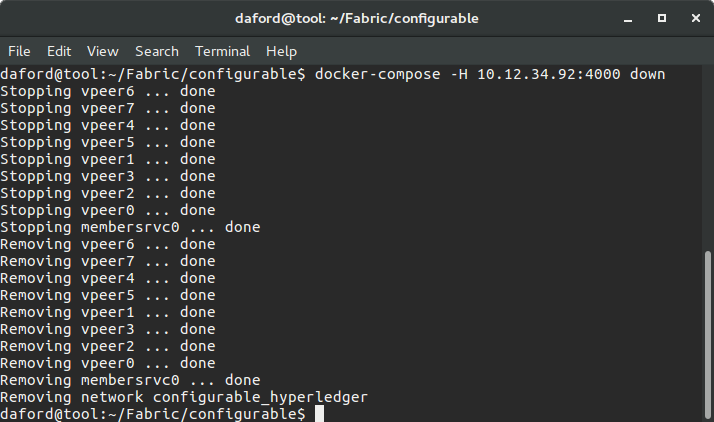 daford@tool: ~/Fabric/configurable
File Edit View Search Terminal Help
daford@tool:~/Fabric/configurable$ docker-compose -H 10.12.34.92:4000 down
Stopping vpeer6 ... done
Stopping vpeer7 ... done
Stopping vpeer4 ... done
Stopping vpeer5 ... done
Stopping vpeer1 ... done
Stopping vpeer3 ... done
Stopping vpeer2 ... done
Stopping vpeer0 ... done
Stopping membersrvc0 ... done
Removing vpeer6 ... done
Removing vpeer7 ... done
Removing vpeer4 ... done
Removing vpeer5 ... done
Removing vpeer1 ... done
Removing vpeer3 ... done
Removing vpeer2 ... done
Removing vpeer0 ... done
Removing membersrvc0 ... done
Removing network configurable_hyperledger
daford@tool:~/Fabric/configurable$